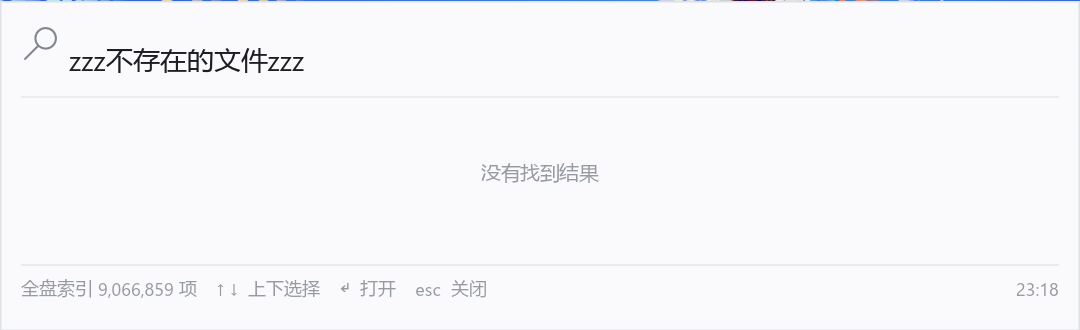 zzz不存在的文件zzz
没有找到结果
全盘索引 9,066,859 项 ↑↓ 上下选择 ↵ 打开 esc 关闭 23:18